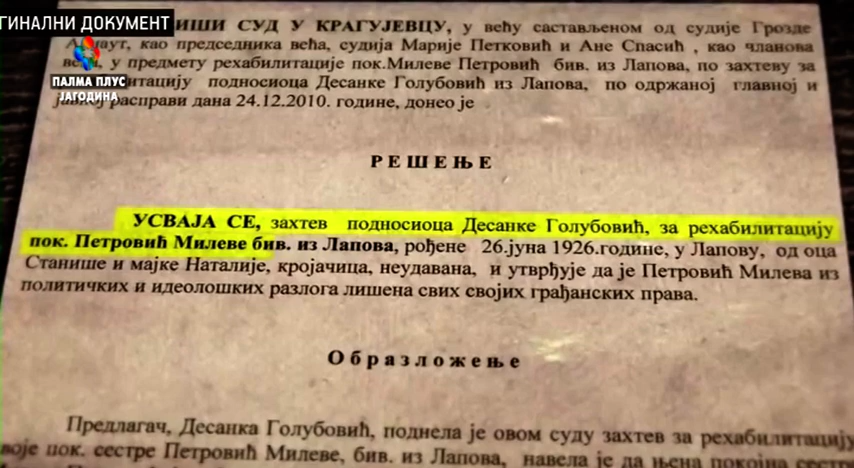 ГИНАЛНИ ДОКУМЕНТ
ПАЛМА ПЛУС
ЈАГОДИНА
ИШИ СУД У КРАГУЈЕВЦУ, у већу састављеном од судије Грозде
као председника већа, судија Марије Петковић и Ане Спасић , као чланова
у предмету рехабилитације пок.Милеве Петровић бив. из Лапова, по захтеву за
литацију подносиоца Десанке Голубовић из Лапова, по одржаној главној и
расправи дана 24.12.2010. године, донео је
РЕШЕЊЕ
УСВАЈА СЕ, захтев подносиоца Десанке Голубовић, за рехабилитацију
пок. Петровић Милеве бив. из Лапова, рођене 26.јуна 1926.године, у Лапову, од оца
Станише и мајке Наталије, кројачица, неудавана, и утврђује да је Петровић Милева из
политичких и идеолошких разлога лишена свих својих грађанских права.
Образложење
Предлагач, Десанка Голубовић, поднела је овом суду захтев за рехабилитацију
воје пок. сестре Петровић Милеве, бив. из Лапова, навела је да њена покојна сестр